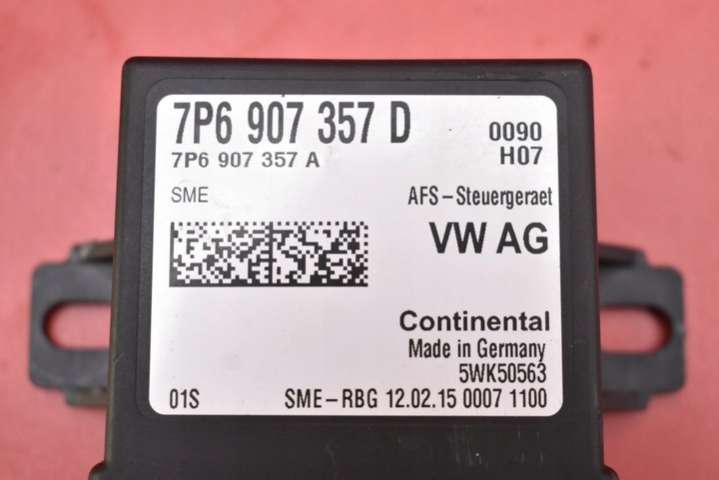 7P6 907 357 D
0090
7P6 907 357 A
H07
SME
AFS-Steuergeraet
VW AG
Continental
Made in Germany
5WK50563
01S
SME-RBG 12.02.15 0007 1100